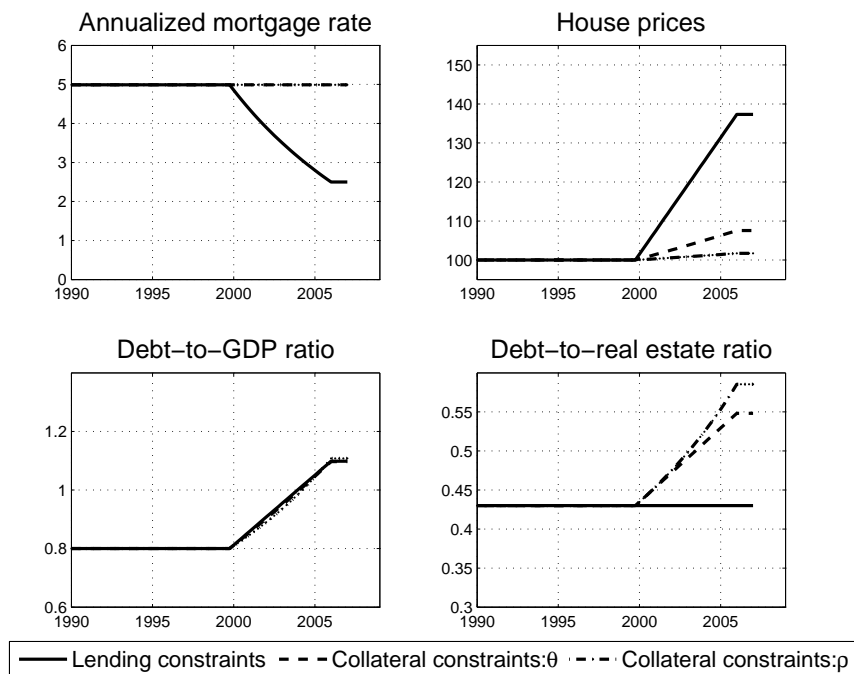 Annualized mortgage rate
6
5
4
3
2
1
0
1990 1995 2000 2005
House prices
150
140
130
120
110
100
1990 1995 2000 2005
Debt−to−GDP ratio
1.2
1
0.8
0.6
1990 1995 2000 2005
Debt−to−real estate ratio
0.55
0.5
0.45
0.4
0.35
0.3
1990 1995 2000 2005
Lending constraints Collateral constraints:θ Collateral constraints:ρ